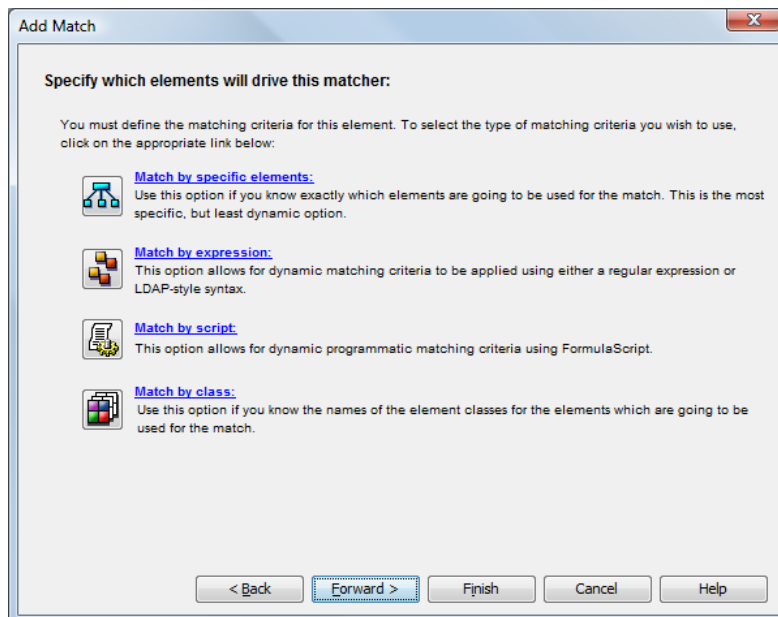 Add Match
Specify which elements will drive this matcher:
You must define the matching criteria for this element. To select the type of matching criteria you wish to use,
click on the appropriate link below:
Match by specific elements:
Use this option if you know exactly which elements are going to be used for the match. This is the most
specific, but least dynamic option.
Match by expression:
This option allows for dynamic matching criteria to be applied using either a regular expression or
LDAP-style syntax.
Match by script:
This option allows for dynamic programmatic matching criteria using FormulaScript.
Match by class:
Use this option if you know the names of the element classes for the elements which are going to be
used for the match.
< Back Forward > Finish Cancel Help